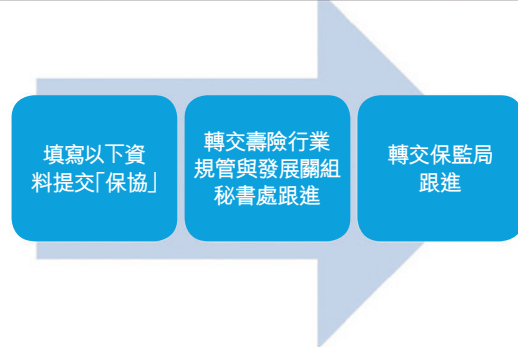 填寫以下資
料提交「保協」
轉交壽險行業
規管與發展關組
秘書處跟進
轉交保監局
跟進